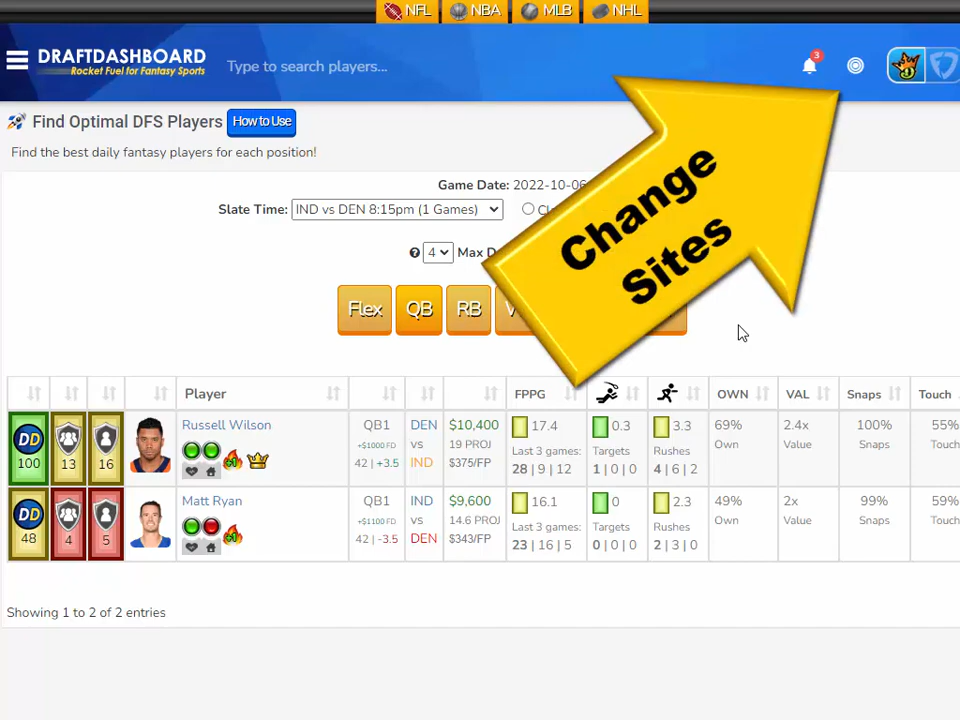 NFL NBA MLB NHL
DRAFTDASHBOARD
Rocket Fuel for Fantasy Sports
Type to search players...
3
Find Optimal DFS Players How to Use
Find the best daily fantasy players for each position!
Game Date: 2022-10-06
Slate Time: IND vs DEN 8:15pm (1 Games)
4 Max
Change
Sites
Flex QB RB
Player FPPG OWN VAL Snaps Touch
DD 100 13 16
Russell Wilson
QB1
+$1000 FD
42 | +3.5
DEN
vs
IND
$10,400
19 PROJ
$375/FP
17.4
Last 3 games:
28 | 9 | 12
0.3
Targets
1 | 0 | 0
3.3
Rushes
4 | 6 | 2
69%
Own
2.4x
Value
100%
Snaps
55%
Touch
DD 48 4 5
Matt Ryan
QB1
+$1100 FD
42 | -3.5
IND
vs
DEN
$9,600
14.6 PROJ
$343/FP
16.1
Last 3 games:
23 | 16 | 5
0
Targets
0 | 0 | 0
2.3
Rushes
2 | 3 | 0
49%
Own
2x
Value
99%
Snaps
59%
Touch
Showing 1 to 2 of 2 entries